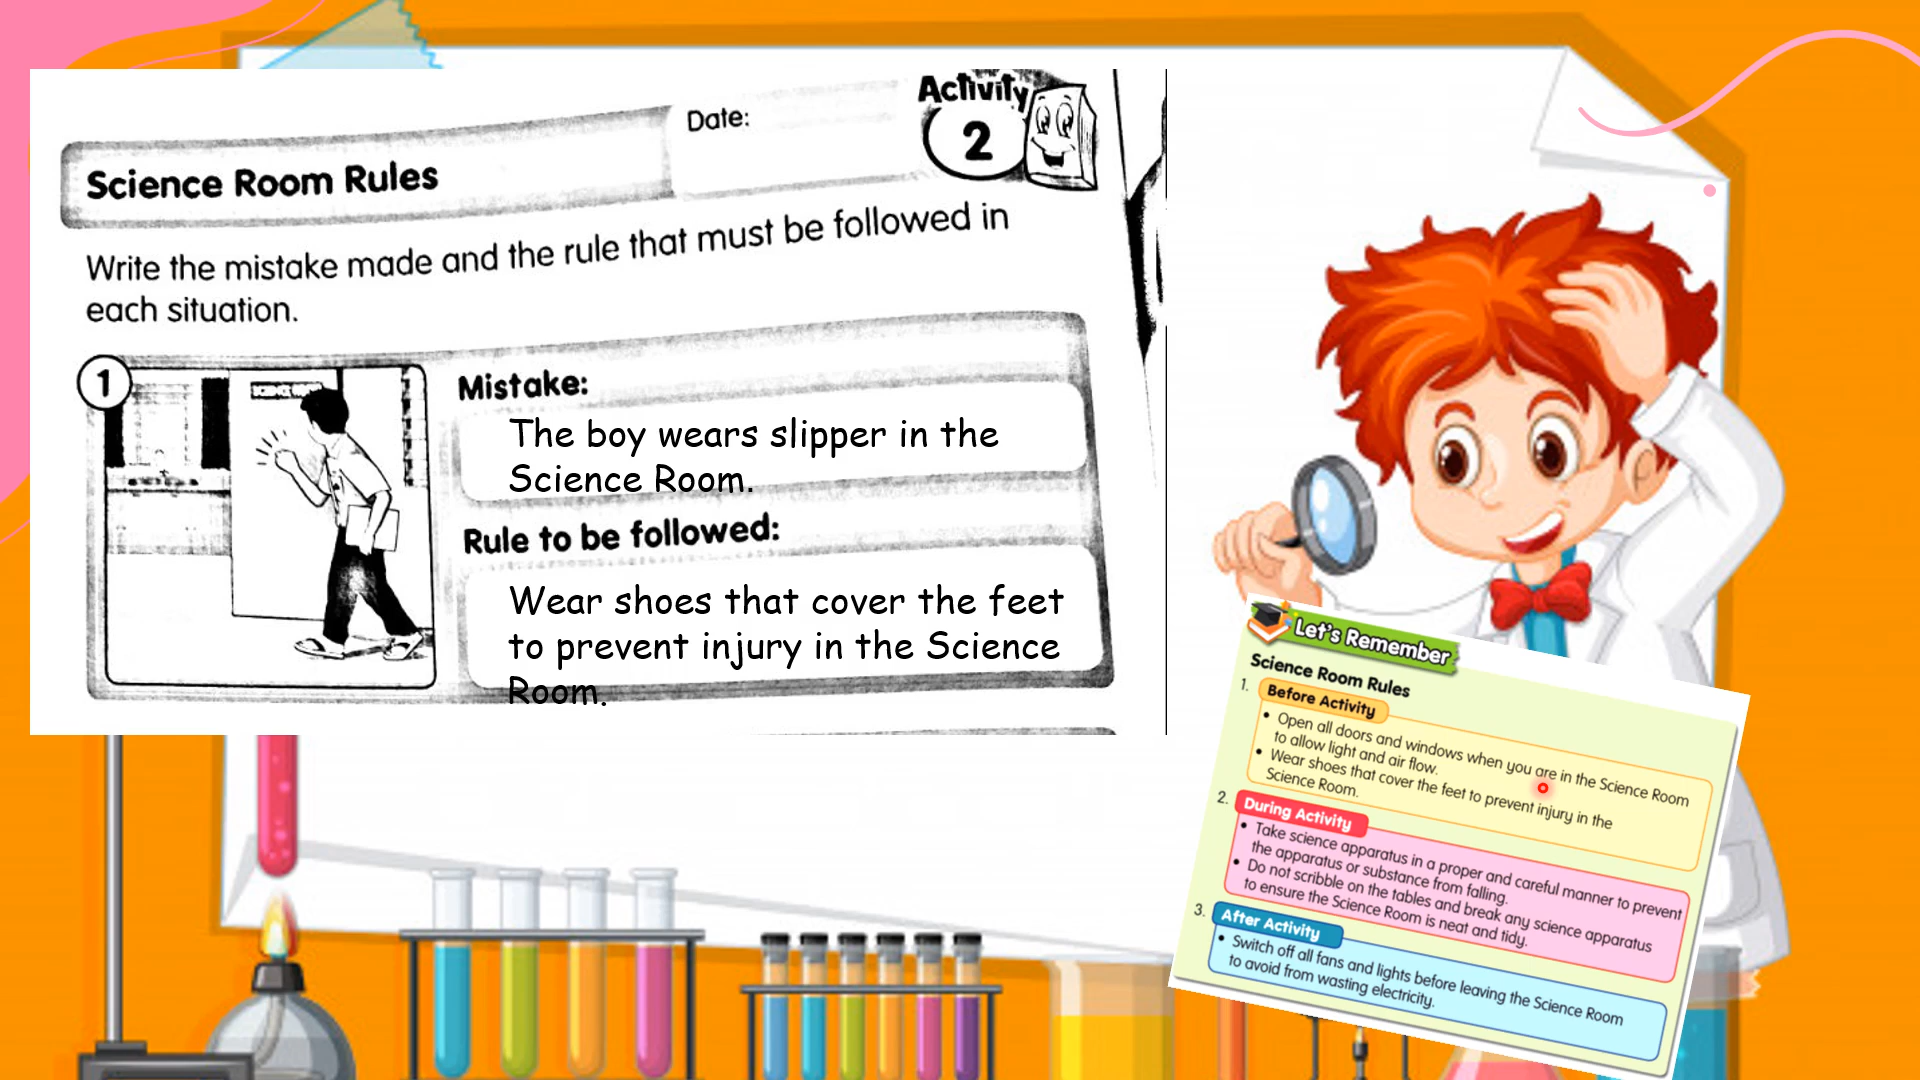 Activity
2
Date:
Science Room Rules
Write the mistake made and the rule that must be followed in
each situation.
1
Mistake:
The boy wears slipper in the
Science Room.
Rule to be followed:
Wear shoes that cover the feet
to prevent injury in the Science
Room.
Let's Remember
Science Room Rules
1. Before Activity
• Open all doors and windows when you are in the Science Room
to allow light and air flow.
• Wear shoes that cover the feet to prevent injury in the
Science Room.
2. During Activity
• Take science apparatus in a proper and careful manner to prevent
the apparatus or substance from falling.
• Do not scribble on the tables and break any science apparatus
to ensure the Science Room is neat and tidy.
3. After Activity
• Switch off all fans and lights before leaving the Science Room
to avoid from wasting electricity.